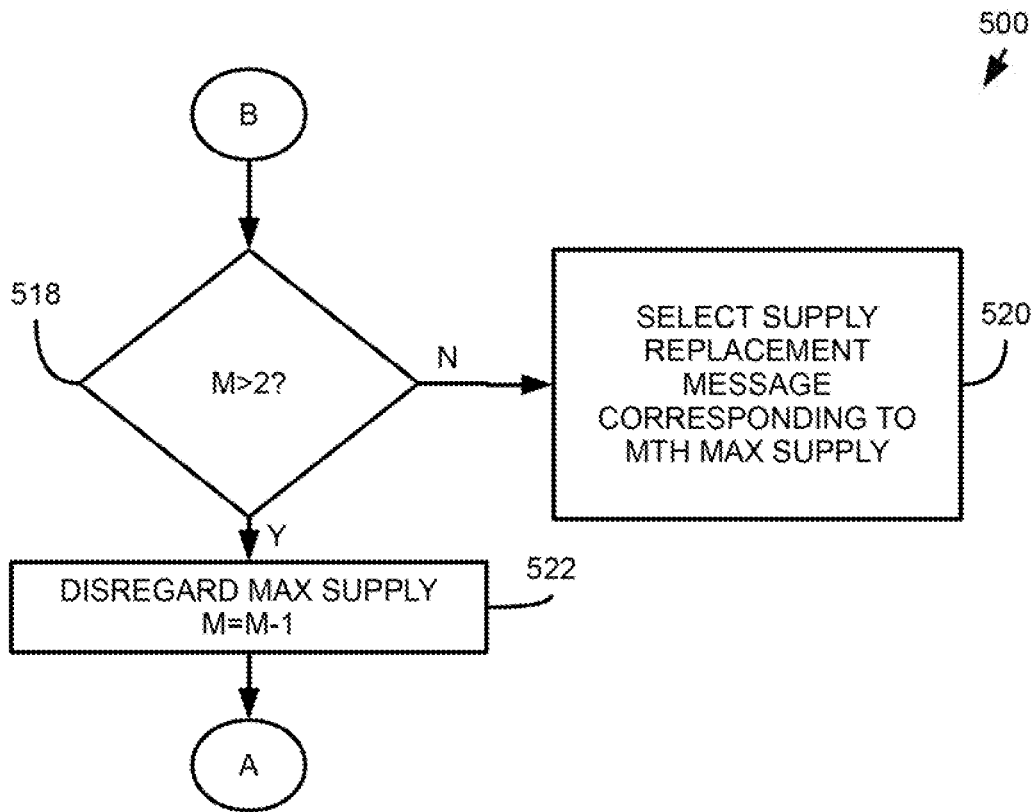 500
B
518
M>2?
N
SELECT SUPPLY
REPLACEMENT
MESSAGE
CORRESPONDING TO
MTH MAX SUPPLY
520
Y
DISREGARD MAX SUPPLY
M=M-1
522
A